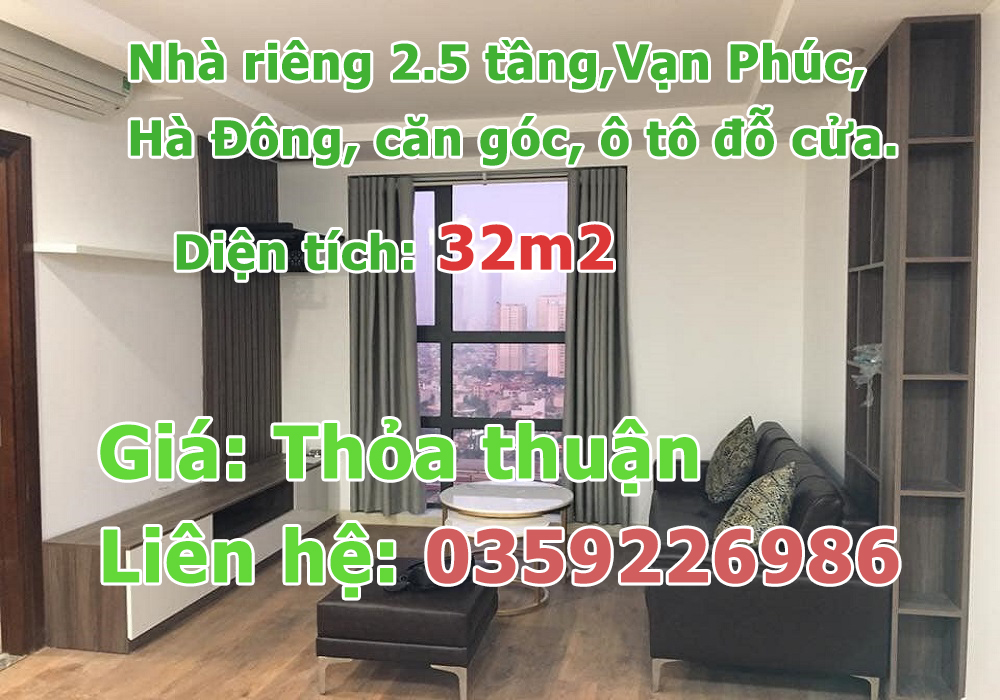 Nhà riêng 2.5 tầng,Vạn Phúc,
Hà Đông, căn góc, ô tô đỗ cửa.
Diện tích: 32m2
Giá: Thỏa thuận
Liên hệ: 0359226986